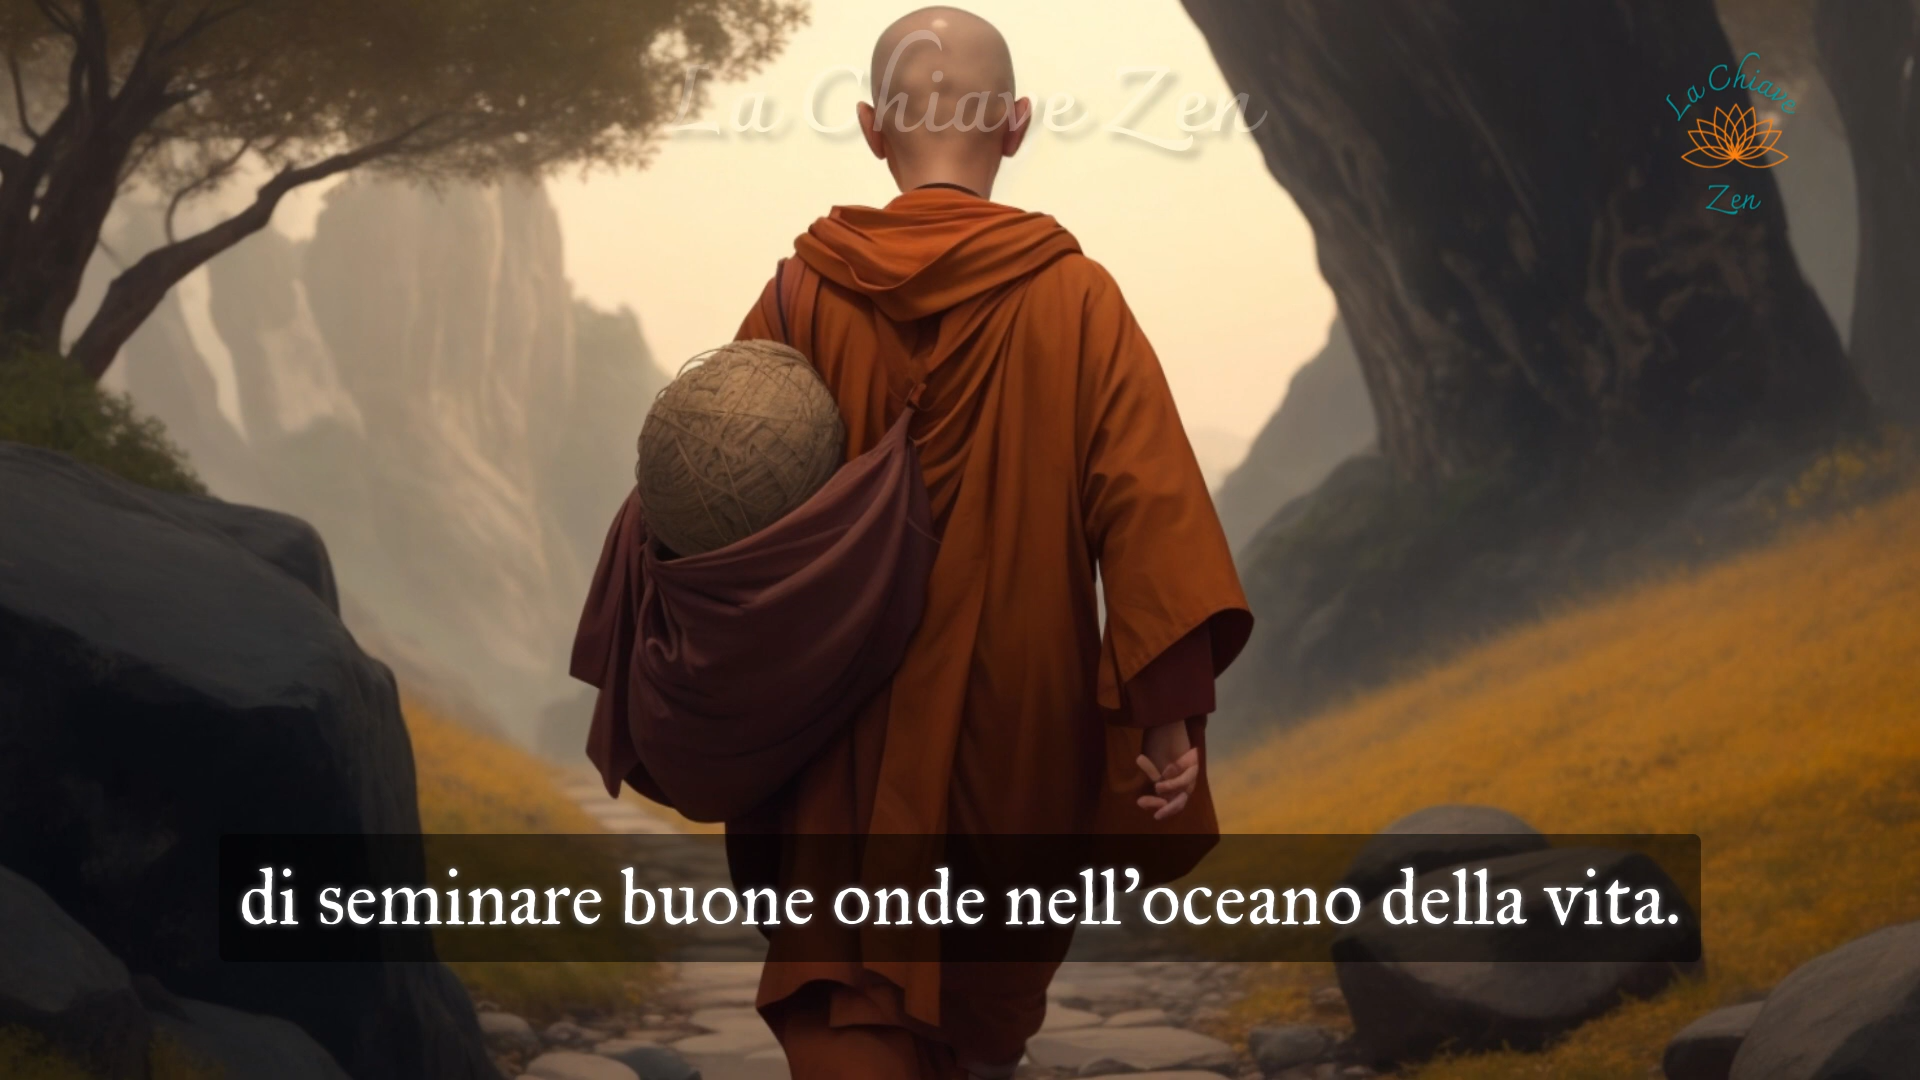 La Chiave Zen
La Chiave
Zen
di seminare buone onde nell’oceano della vita.